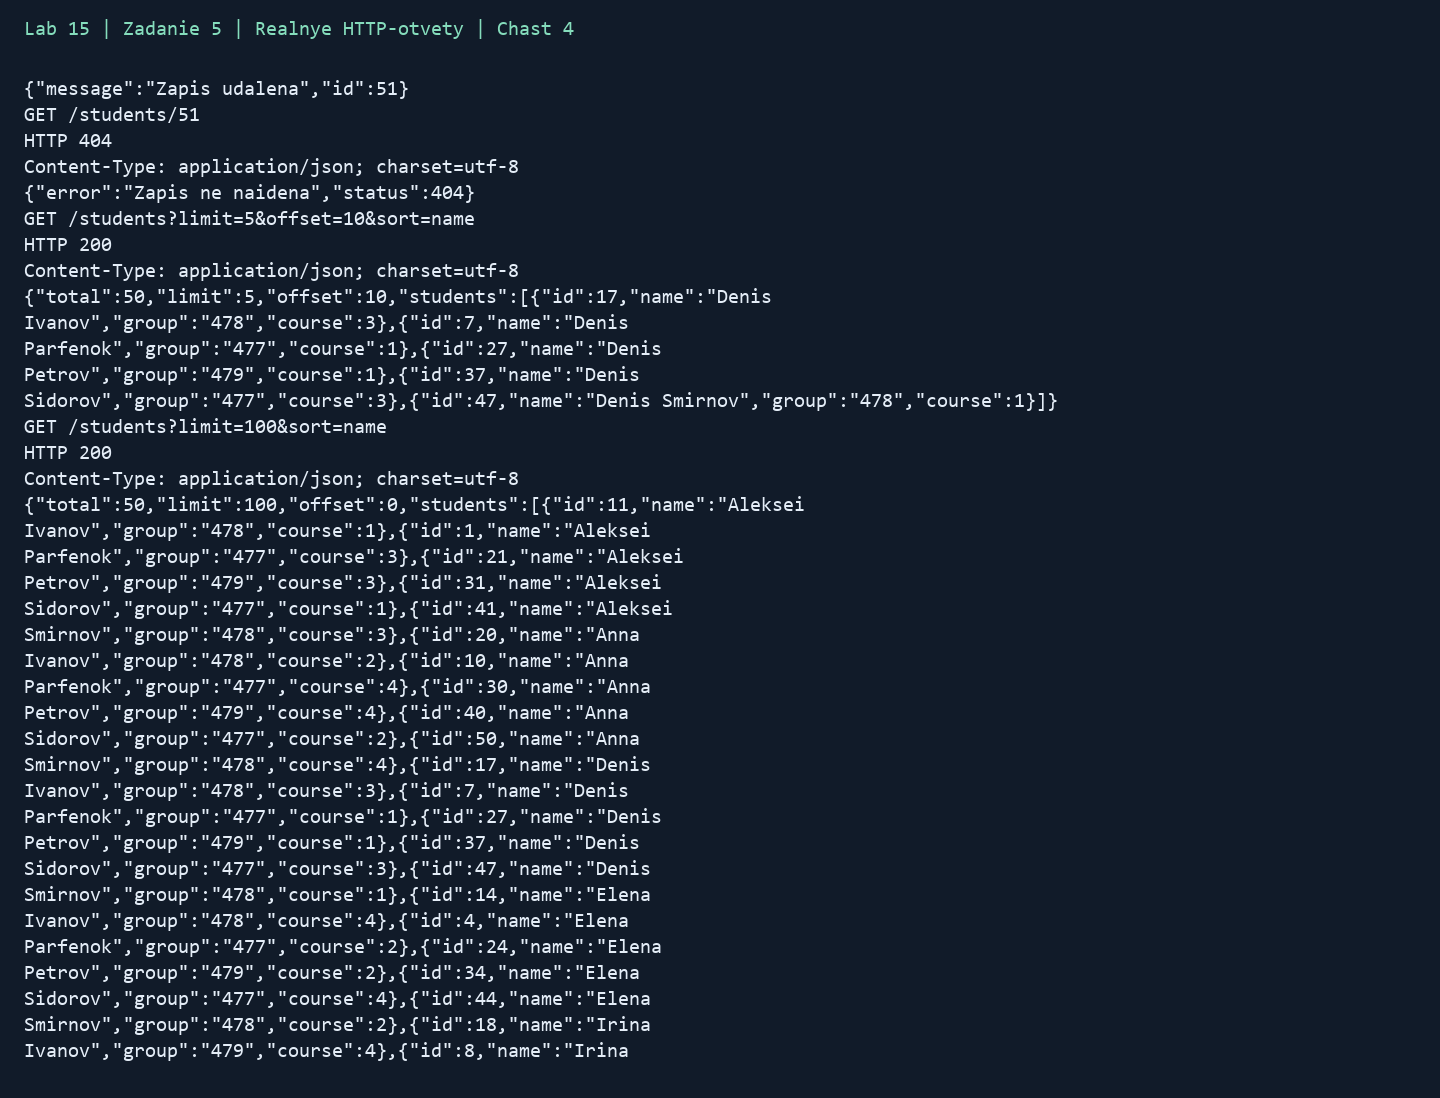 Lab 15 | Zadanie 5 | Realnye HTTP-otvety | Chast 4
{"message":"Zapis udalena","id":51}
GET /students/51
HTTP 404
Content-Type: application/json; charset=utf-8
{"error":"Zapis ne naidena","status":404}
GET /students?limit=5&offset=10&sort=name
HTTP 200
Content-Type: application/json; charset=utf-8
{"total":50,"limit":5,"offset":10,"students":[{"id":17,"name":"Denis
Ivanov","group":"478","course":3},{"id":7,"name":"Denis
Parfenok","group":"477","course":1},{"id":27,"name":"Denis
Petrov","group":"479","course":1},{"id":37,"name":"Denis
Sidorov","group":"477","course":3},{"id":47,"name":"Denis Smirnov","group":"478","course":1}]}
GET /students?limit=100&sort=name
HTTP 200
Content-Type: application/json; charset=utf-8
{"total":50,"limit":100,"offset":0,"students":[{"id":11,"name":"Aleksei
Ivanov","group":"478","course":1},{"id":1,"name":"Aleksei
Parfenok","group":"477","course":3},{"id":21,"name":"Aleksei
Petrov","group":"479","course":3},{"id":31,"name":"Aleksei
Sidorov","group":"477","course":1},{"id":41,"name":"Aleksei
Smirnov","group":"478","course":3},{"id":20,"name":"Anna
Ivanov","group":"478","course":2},{"id":10,"name":"Anna
Parfenok","group":"477","course":4},{"id":30,"name":"Anna
Petrov","group":"479","course":4},{"id":40,"name":"Anna
Sidorov","group":"477","course":2},{"id":50,"name":"Anna
Smirnov","group":"478","course":4},{"id":17,"name":"Denis
Ivanov","group":"478","course":3},{"id":7,"name":"Denis
Parfenok","group":"477","course":1},{"id":27,"name":"Denis
Petrov","group":"479","course":1},{"id":37,"name":"Denis
Sidorov","group":"477","course":3},{"id":47,"name":"Denis
Smirnov","group":"478","course":1},{"id":14,"name":"Elena
Ivanov","group":"478","course":4},{"id":4,"name":"Elena
Parfenok","group":"477","course":2},{"id":24,"name":"Elena
Petrov","group":"479","course":2},{"id":34,"name":"Elena
Sidorov","group":"477","course":4},{"id":44,"name":"Elena
Smirnov","group":"478","course":2},{"id":18,"name":"Irina
Ivanov","group":"479","course":4},{"id":8,"name":"Irina